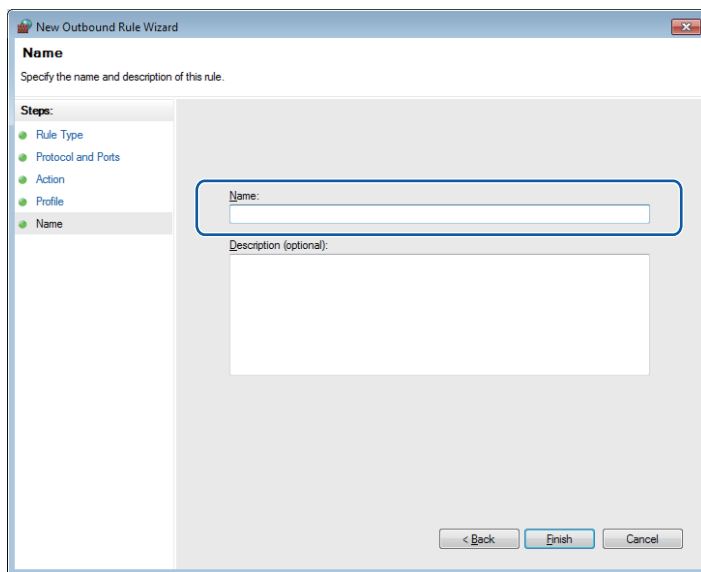 New Outbound Rule Wizard
Name
Specify the name and description of this rule.
Steps:
Rule Type
Protocol and Ports
Action
Profile
Name
Name:
Description (optional):
< Back
Finish
Cancel